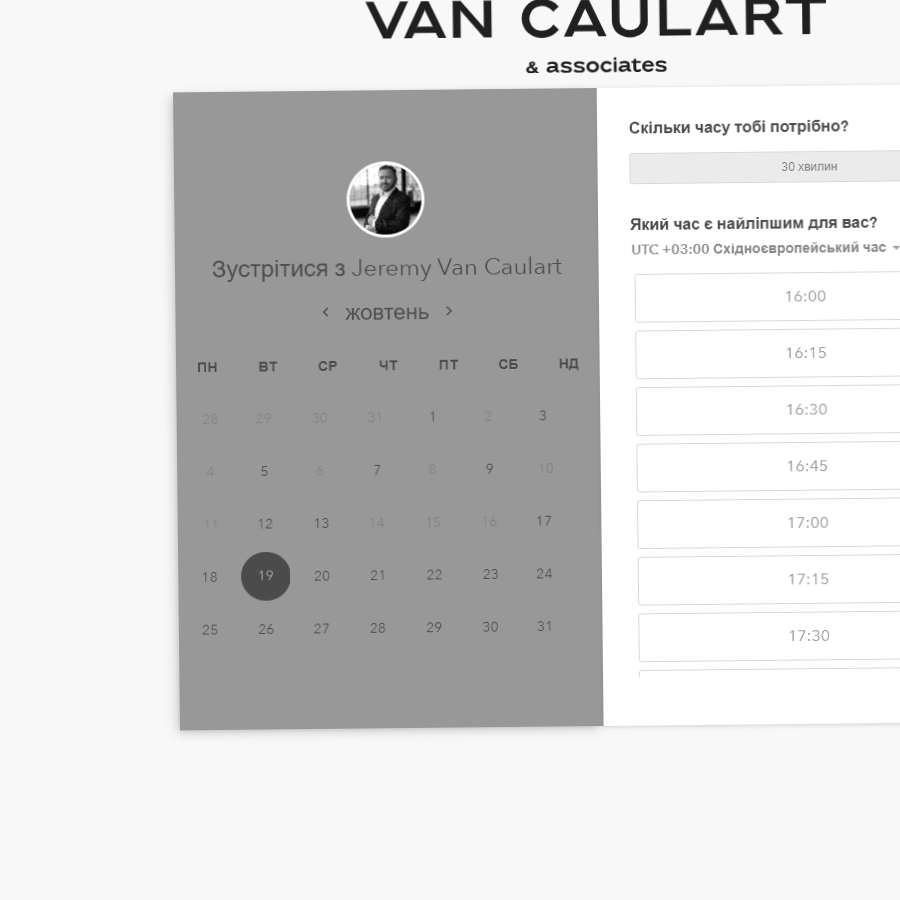 VAN CAULART
& associates
Зустрітися з Jeremy Van Caulart
жовтень
ПН ВТ СР ЧТ ПТ СБ НД
28 29 30 31 1 2 3
4 5 6 7 8 9 10
11 12 13 14 15 16 17
18 19 20 21 22 23 24
25 26 27 28 29 30 31
Скільки часу тобі потрібно?
30 хвилин
Який час є найліпшим для вас?
UTC +03:00 Східноєвропейський час
16:00
16:15
16:30
16:45
17:00
17:15
17:30